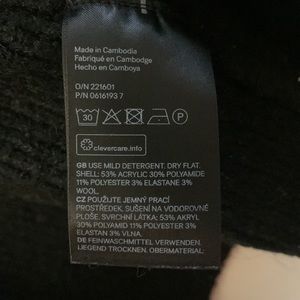 Made in Cambodia
Fabriqué en Cambodge
Hecho en Camboya
O/N 221601
P/N 0616193 7
30
P
clevercare.info
GB USE MILD DETERGENT. DRY FLAT.
SHELL: 53% ACRYLIC 30% POLYAMIDE
11% POLYESTER 3% ELASTANE 3%
WOOL.
CZ POUŽIJTE JEMNÝ PRACÍ
PROSTŘEDEK, SUŠENÍ NA VODOROVNÉ
PLOŠE. SVRCHNÍ LÁTKA: 53% AKRYL
30% POLYAMID 11% POLYESTER 3%
ELASTAN 3% VLNA.
DE FEINWASCHMITTEL VERWENDEN.
LIEGEND TROCKNEN. OBERMATERIAL: